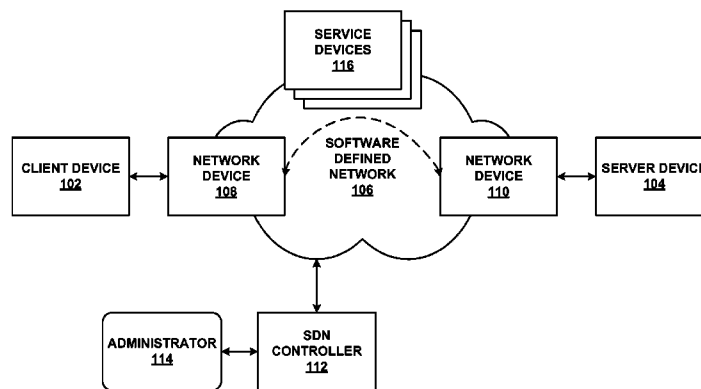 SERVICE
DEVICES
116
CLIENT DEVICE
102
NETWORK
DEVICE
108
SOFTWARE
DEFINED
NETWORK
106
NETWORK
DEVICE
110
SERVER DEVICE
104
ADMINISTRATOR
114
SDN
CONTROLLER
112